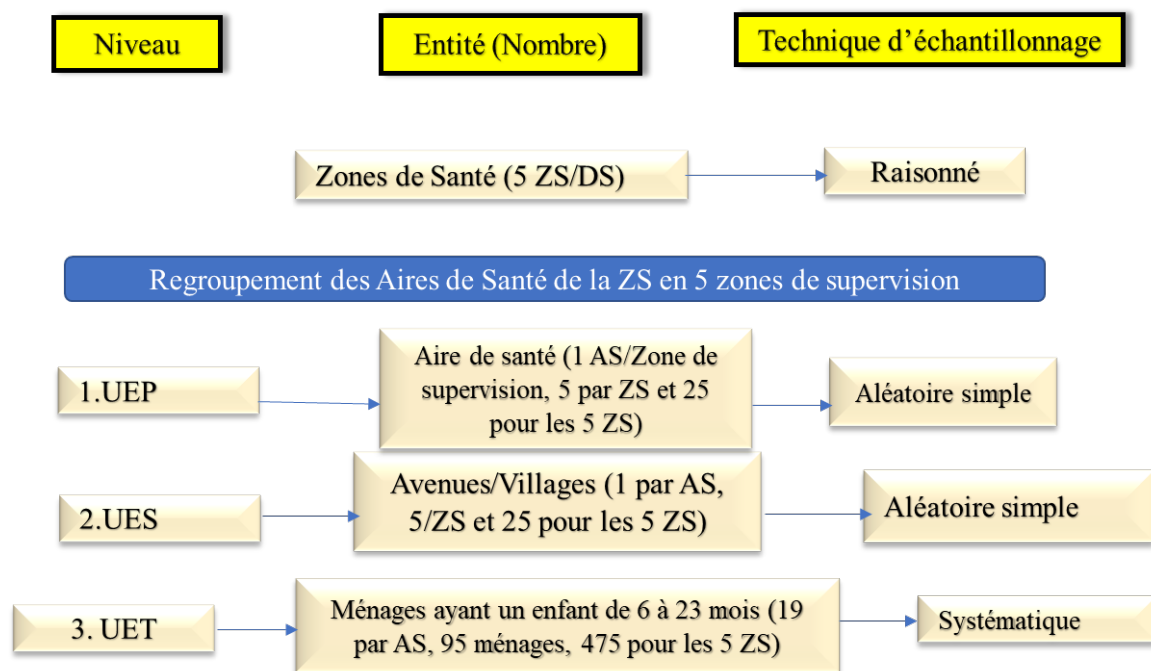 Niveau
Entité (Nombre)
Technique d'échantillonnage
Zones de Santé (5 ZS/DS)
Raisonné
Regroupement des Aires de Santé de la ZS en 5 zones de supervision
1.UEP
Aire de santé (1 AS/Zone de
supervision, 5 par ZS et 25
pour les 5 ZS)
Aléatoire simple
2.UES
Avenues/Villages (1 par AS,
5/ZS et 25 pour les 5 ZS)
Aléatoire simple
3. UET
Ménages ayant un enfant de 6 à 23 mois (19
par AS, 95 ménages, 475 pour les 5 ZS)
Systématique